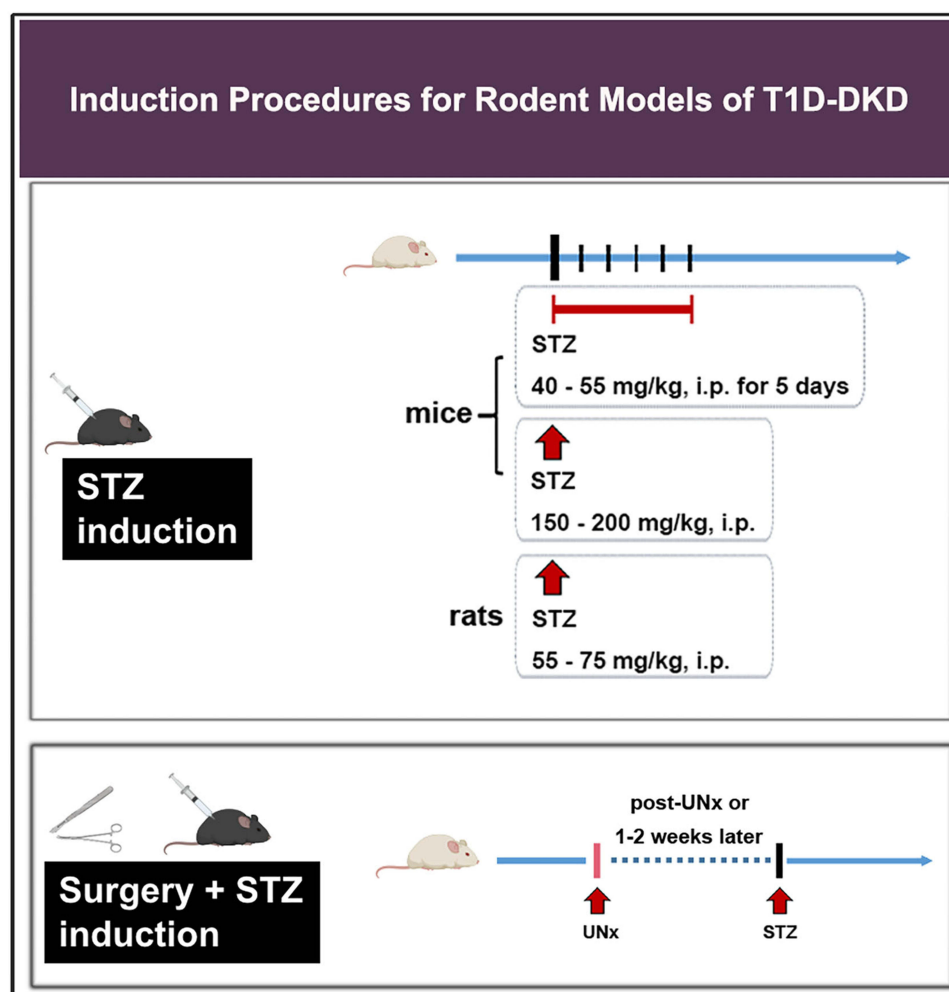 Induction Procedures for Rodent Models of T1D-DKD
STZ
induction
mice
STZ
40 - 55 mg/kg, i.p. for 5 days
STZ
150 - 200 mg/kg, i.p.
rats
STZ
55 - 75 mg/kg, i.p.
Surgery + STZ
induction
post-UNx or
1-2 weeks later
UNx
STZ